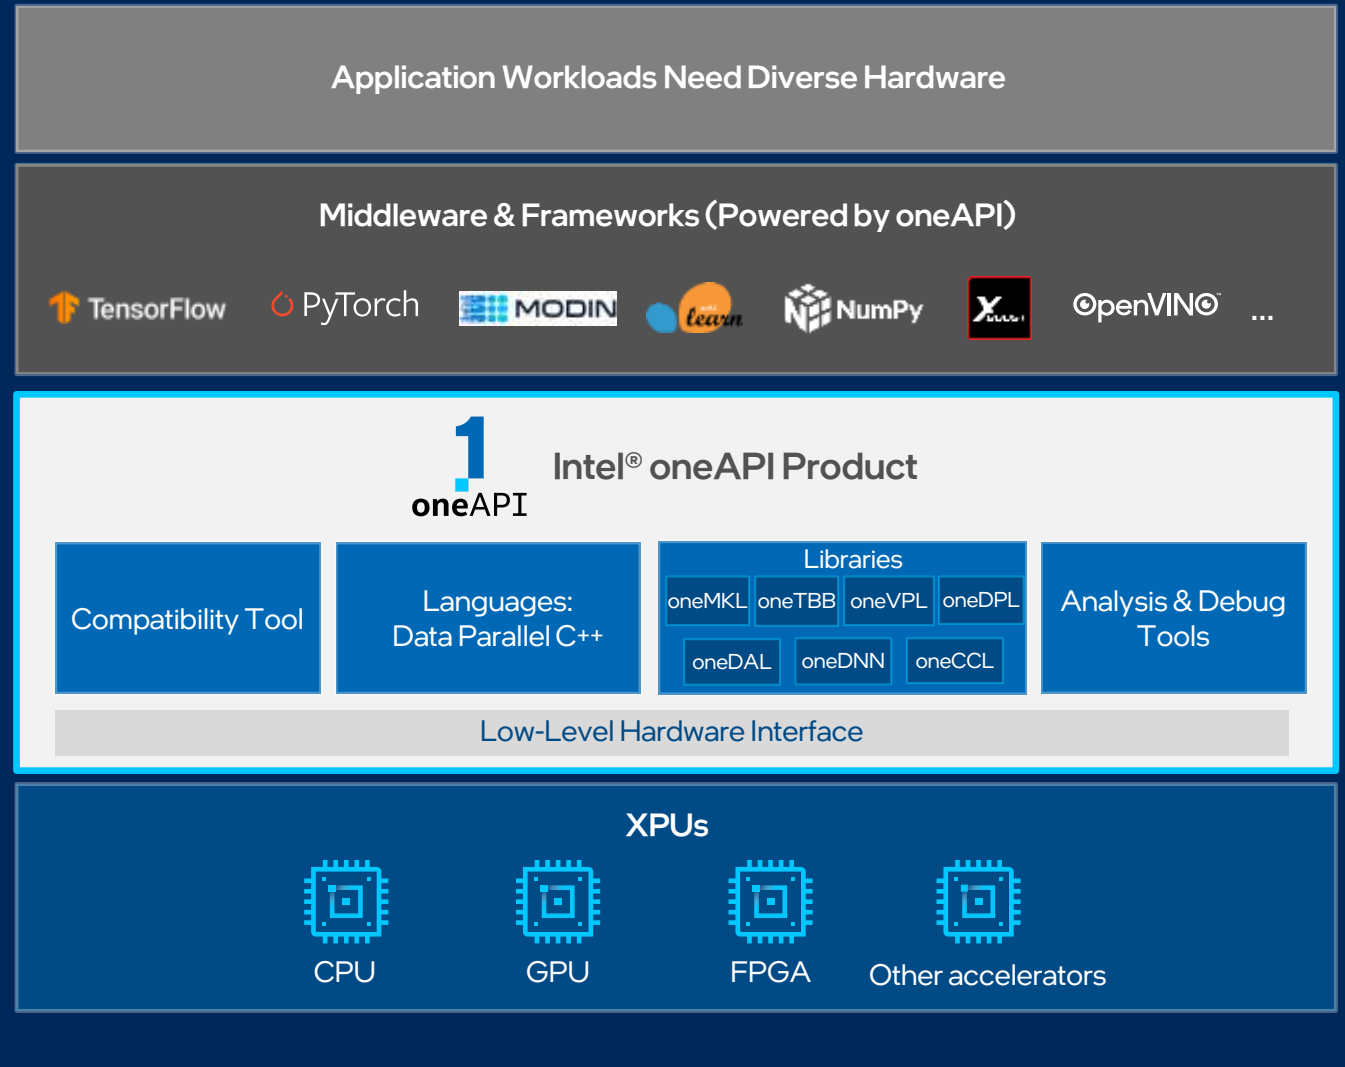 Application Workloads Need Diverse Hardware
Middleware & Frameworks (Powered by oneAPI)
TensorFlow
PyTorch
MODIN
learn
NumPy
OpenVINO
...
oneAPI
Intel® oneAPI Product
Compatibility Tool
Languages:
Data Parallel C++
Libraries
oneMKL oneTBB oneVPL oneDPL
oneDAL oneDNN oneCCL
Analysis & Debug
Tools
Low-Level Hardware Interface
XPUs
CPU
GPU
FPGA
Other accelerators